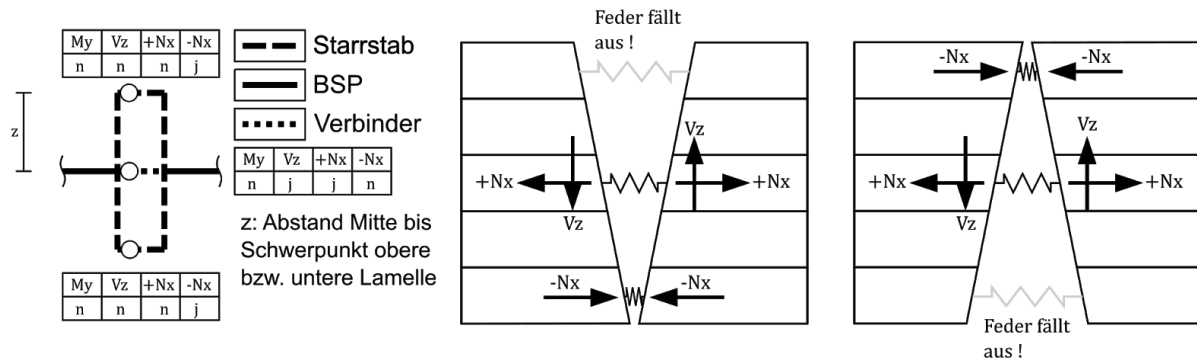 My Vz +Nx -Nx
n n n j
z
Starrstab
BSP
Verbinder
My Vz +Nx -Nx
n j j n
z: Abstand Mitte bis
Schwerpunkt obere
bzw. untere Lamelle
My Vz +Nx -Nx
n n n j
Feder fällt
aus !
Vz
+Nx
+Nx
Vz
-Nx
-Nx
-Nx
-Nx
Vz
+Nx
+Nx
Vz
Feder fällt
aus !